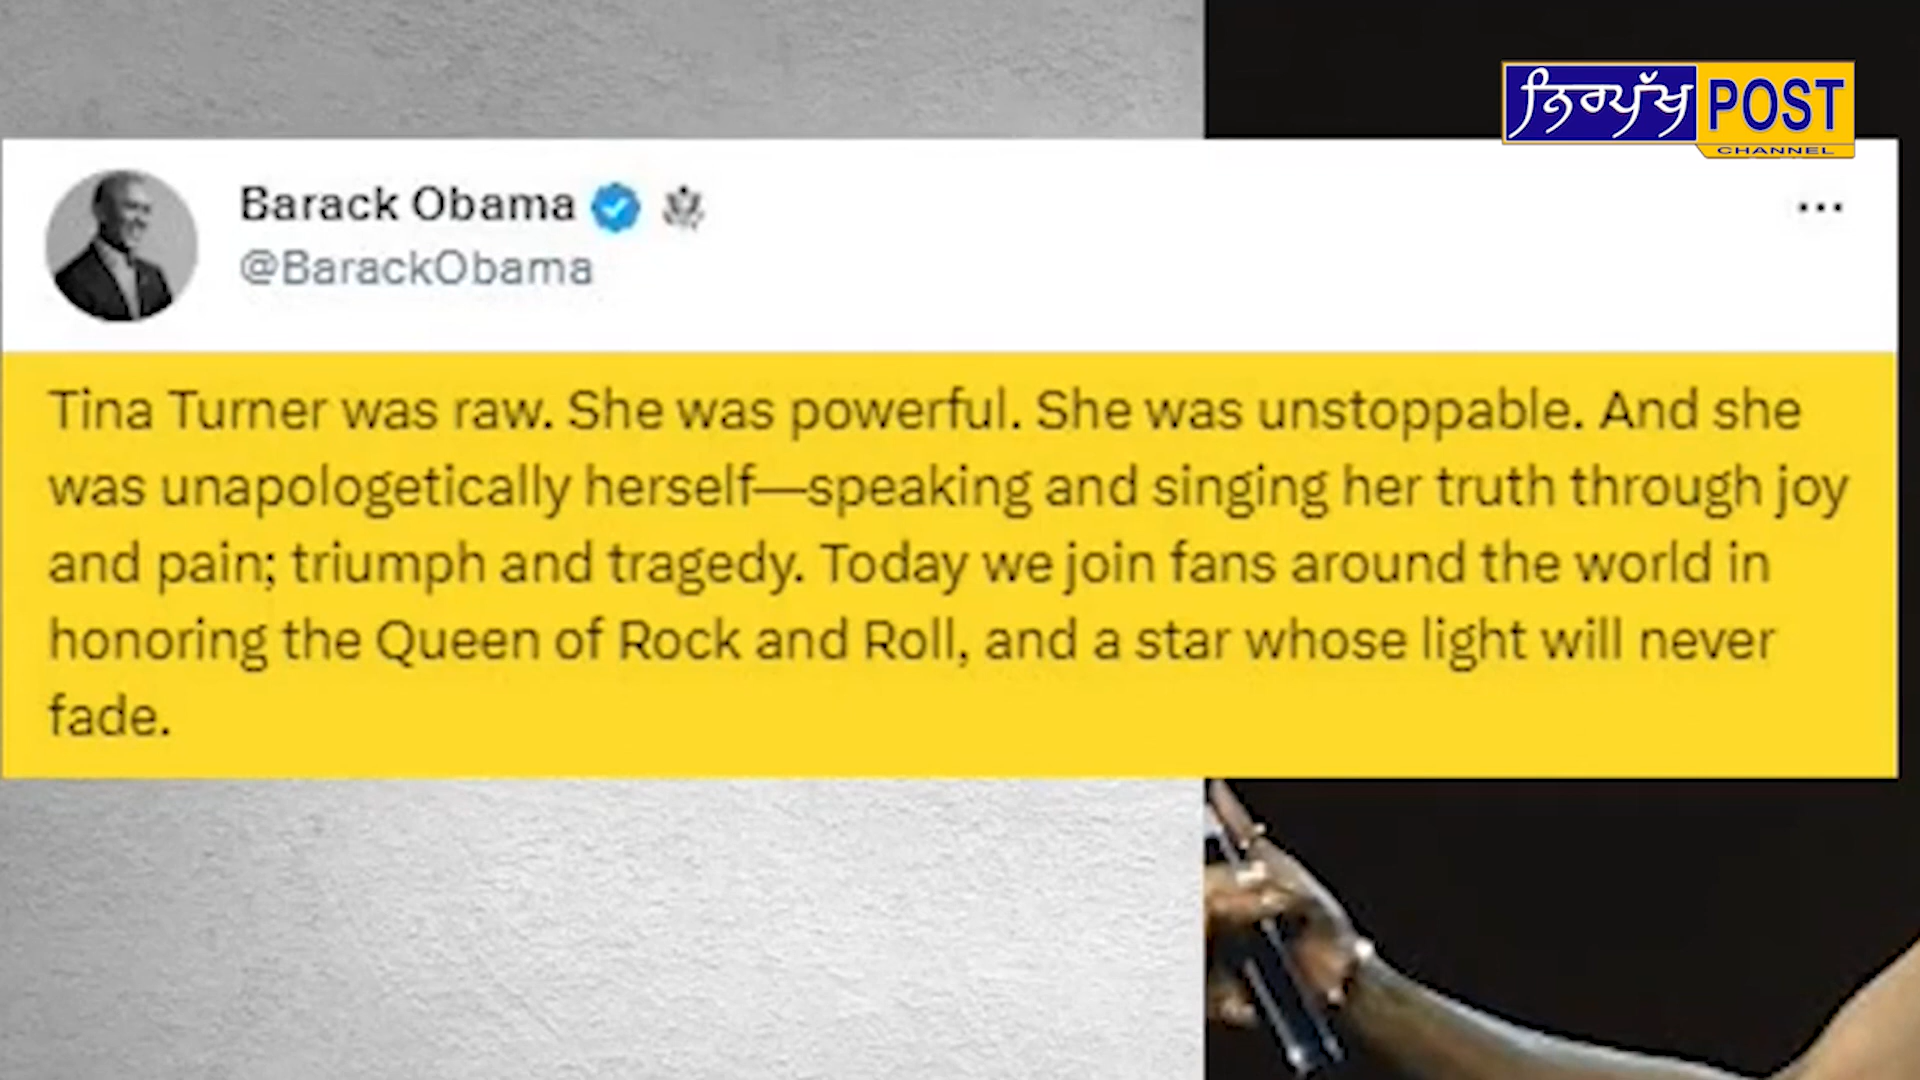 ਨਿਰਪੱਖ POST
CHANNEL
Barack Obama
@BarackObama
Tina Turner was raw. She was powerful. She was unstoppable. And she
was unapologetically herself—speaking and singing her truth through joy
and pain; triumph and tragedy. Today we join fans around the world in
honoring the Queen of Rock and Roll, and a star whose light will never
fade.